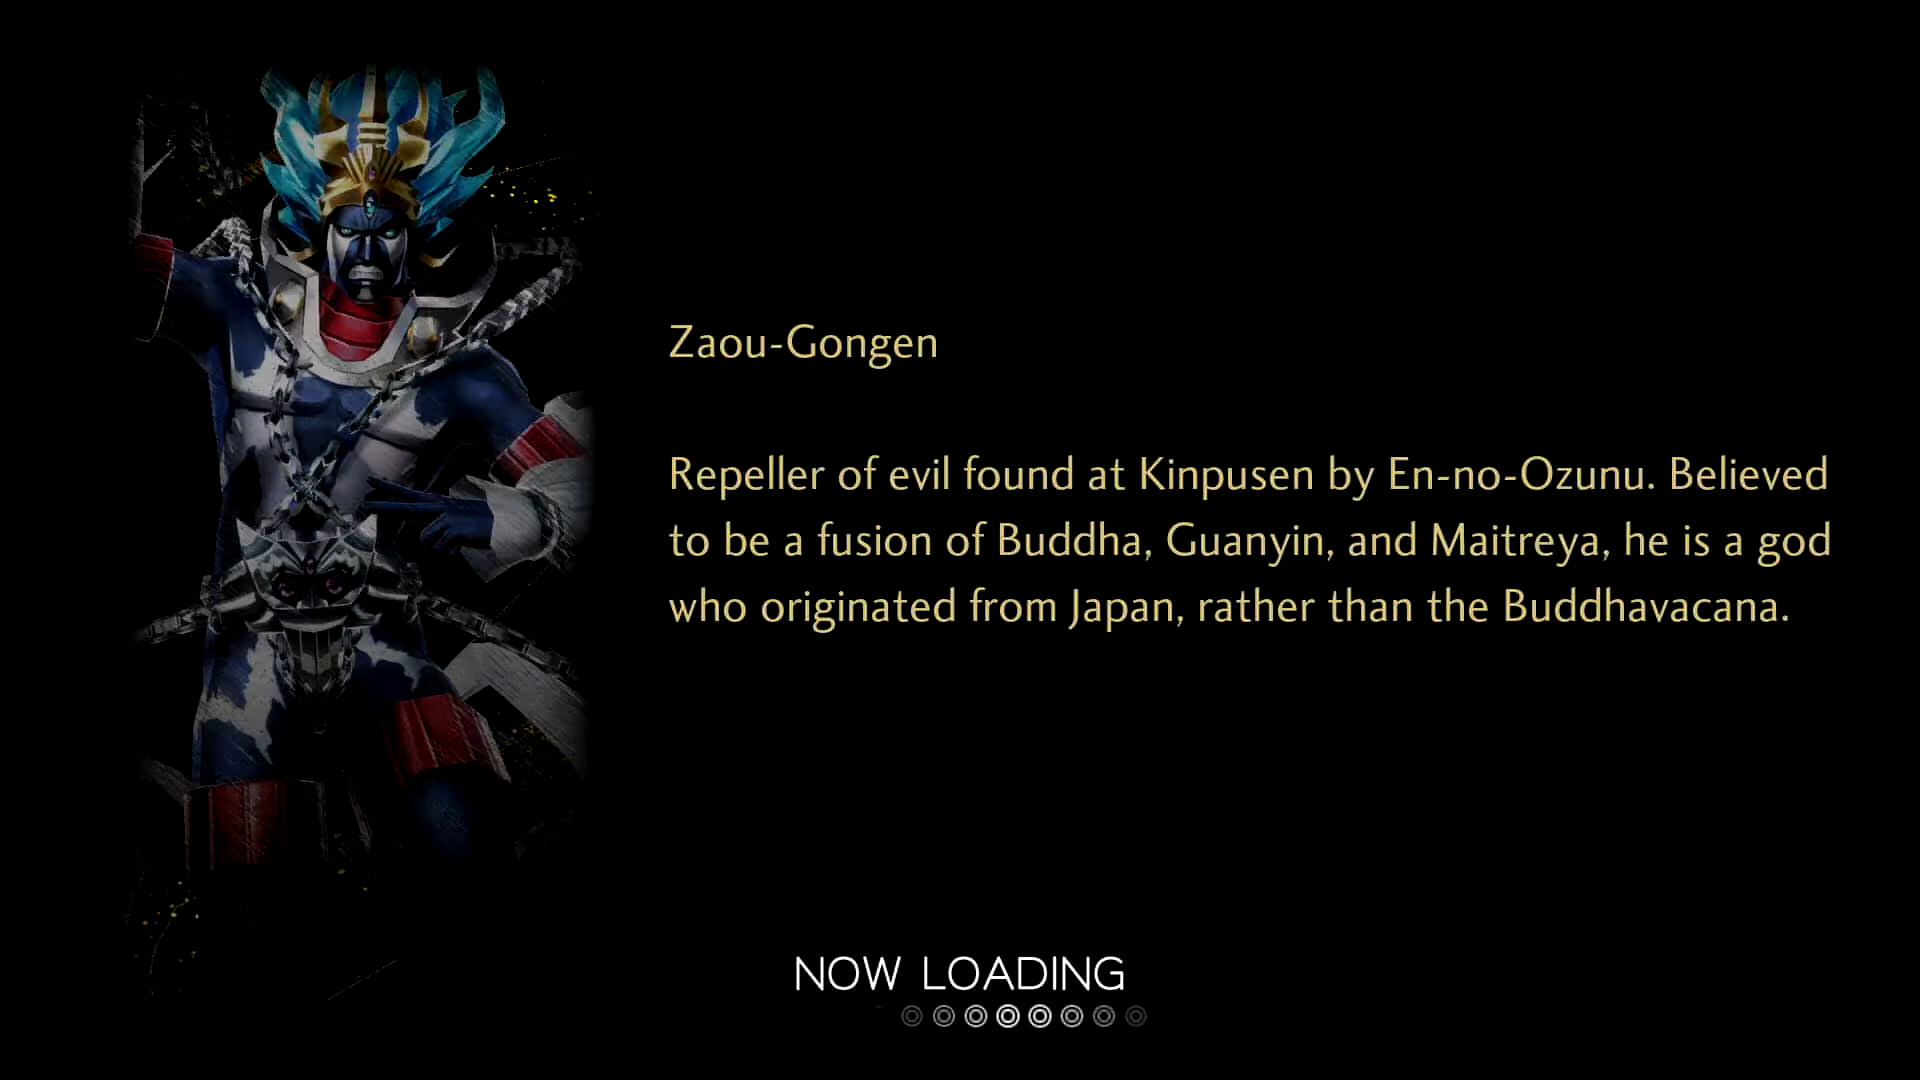 Zaou-Gongen
Repeller of evil found at Kinpusen by En-no-Ozunu. Believed
to be a fusion of Buddha, Guanyin, and Maitreya, he is a god
who originated from Japan, rather than the Buddhavacana.
NOW LOADING